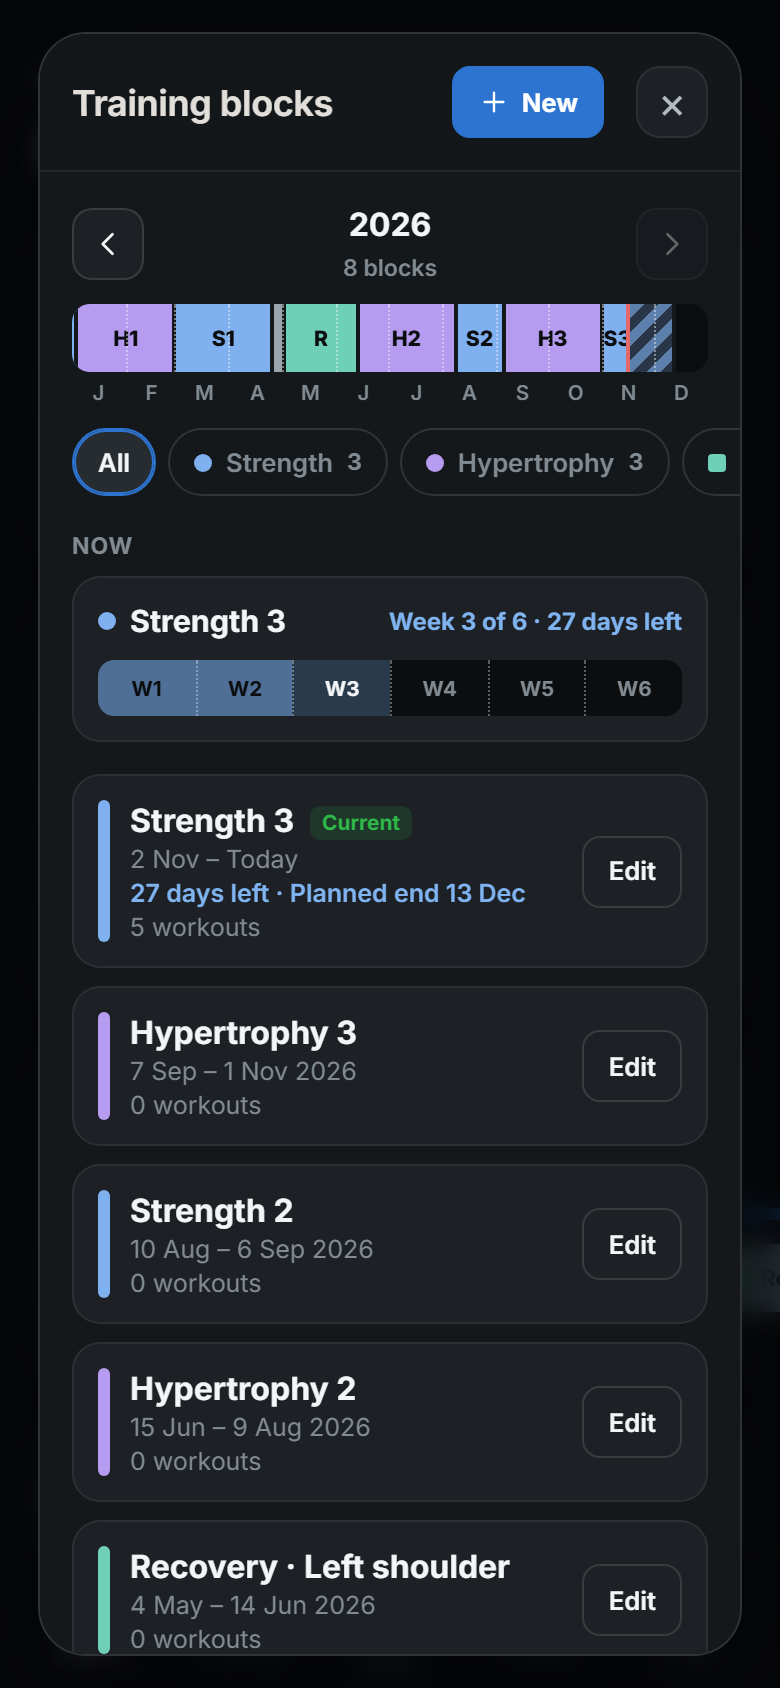 Training blocks
+ New
×
2026
8 blocks
H1 S1 R H2 S2 H3 S3
J F M A M J J A S O N D
All Strength 3 Hypertrophy 3
NOW
Strength 3 Week 3 of 6 · 27 days left
W1 W2 W3 W4 W5 W6
Strength 3 Current
2 Nov – Today
27 days left · Planned end 13 Dec
5 workouts
Edit
Hypertrophy 3
7 Sep – 1 Nov 2026
0 workouts
Edit
Strength 2
10 Aug – 6 Sep 2026
0 workouts
Edit
Hypertrophy 2
15 Jun – 9 Aug 2026
0 workouts
Edit
Recovery · Left shoulder
4 May – 14 Jun 2026
0 workouts
Edit